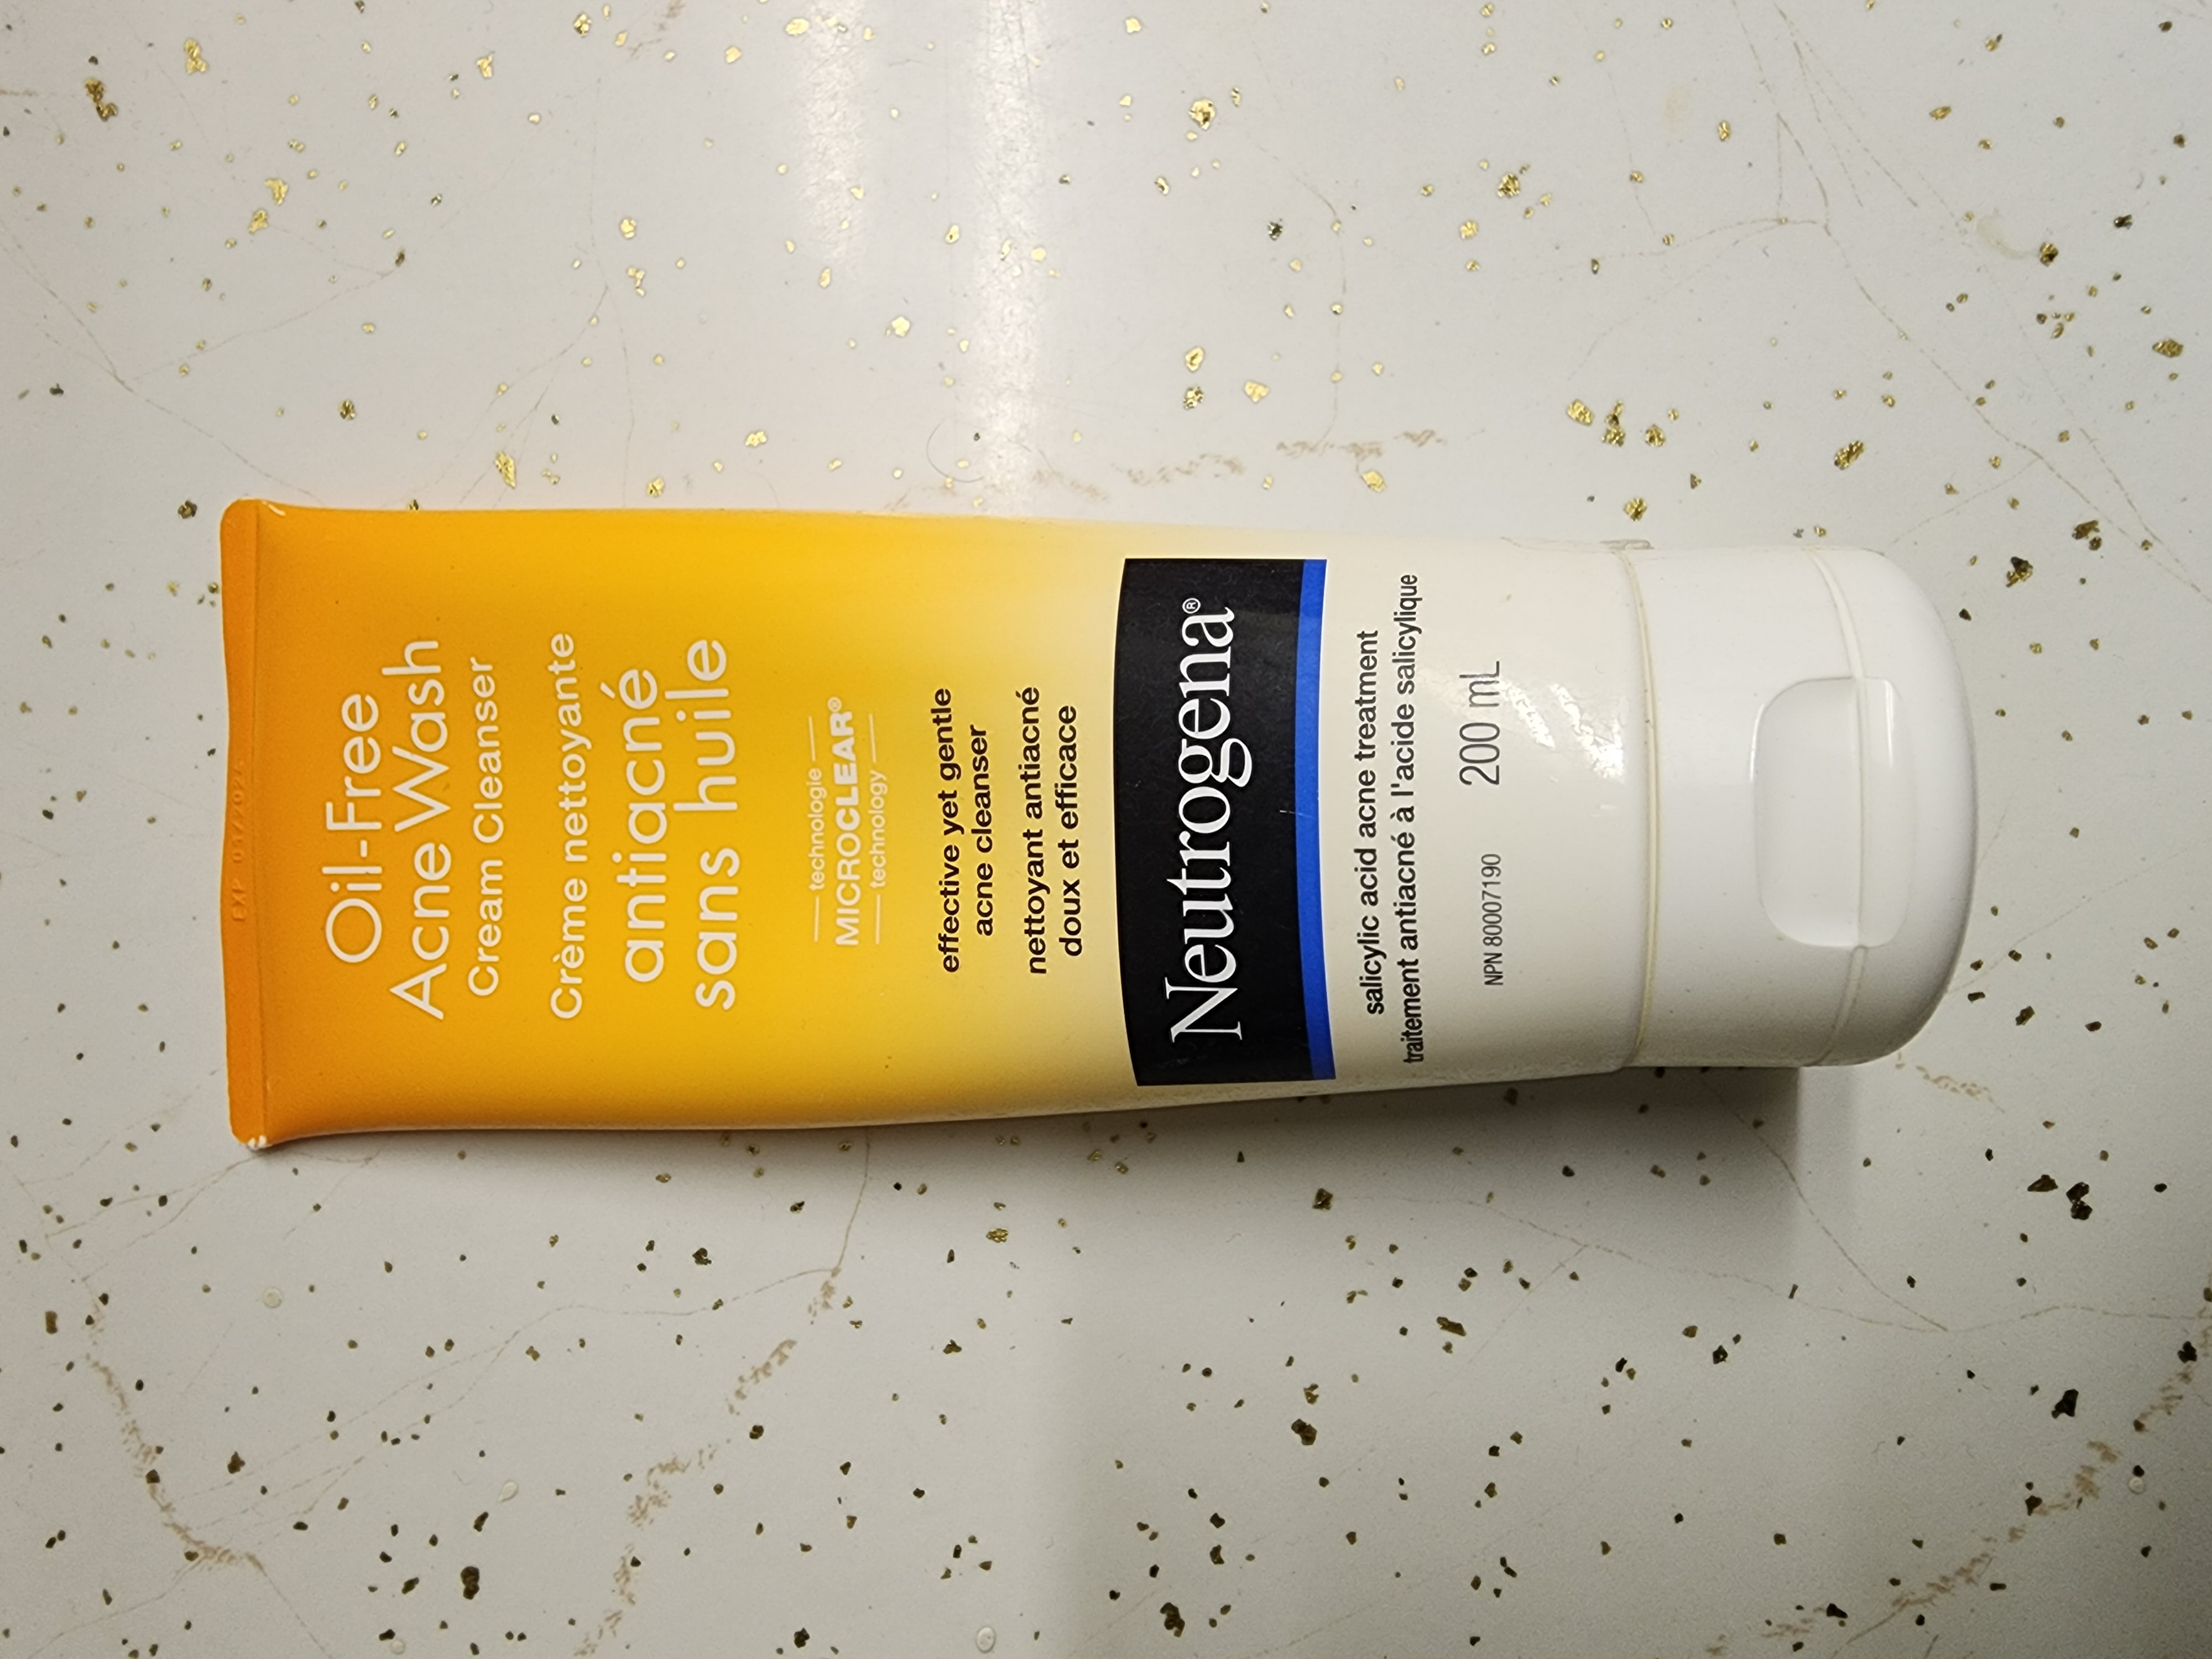 Oil-Free
Acne Wash
Cream Cleanser
Crème nettoyante
antiacné
sans huile
technologie
MICROCLEAR®
technology
effective yet gentle
acne cleanser
nettoyant antiacné
doux et efficace
Neutrogena®
salicylic acid acne treatment
traitement antiacné à l'acide salicylique
NPN 80007190 200 mL